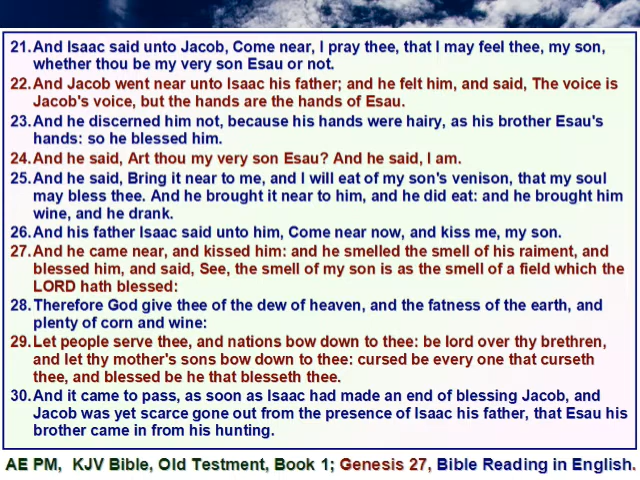 21. And Isaac said unto Jacob, Come near, I pray thee, that I may feel thee, my son,
whether thou be my very son Esau or not.
22. And Jacob went near unto Isaac his father; and he felt him, and said, The voice is
Jacob's voice, but the hands are the hands of Esau.
23. And he discerned him not, because his hands were hairy, as his brother Esau's
hands: so he blessed him.
24. And he said, Art thou my very son Esau? And he said, I am.
25. And he said, Bring it near to me, and I will eat of my son's venison, that my soul
may bless thee. And he brought it near to him, and he did eat: and he brought him
wine, and he drank.
26. And his father Isaac said unto him, Come near now, and kiss me, my son.
27. And he came near, and kissed him: and he smelled the smell of his raiment, and
blessed him, and said, See, the smell of my son is as the smell of a field which the
LORD hath blessed:
28. Therefore God give thee of the dew of heaven, and the fatness of the earth, and
plenty of corn and wine:
29. Let people serve thee, and nations bow down to thee: be lord over thy brethren,
and let thy mother's sons bow down to thee: cursed be every one that curseth
thee, and blessed be he that blesseth thee.
30. And it came to pass, as soon as Isaac had made an end of blessing Jacob, and
Jacob was yet scarce gone out from the presence of Isaac his father, that Esau his
brother came in from his hunting.
AE PM, KJV Bible, Old Testment, Book 1; Genesis 27, Bible Reading in English.